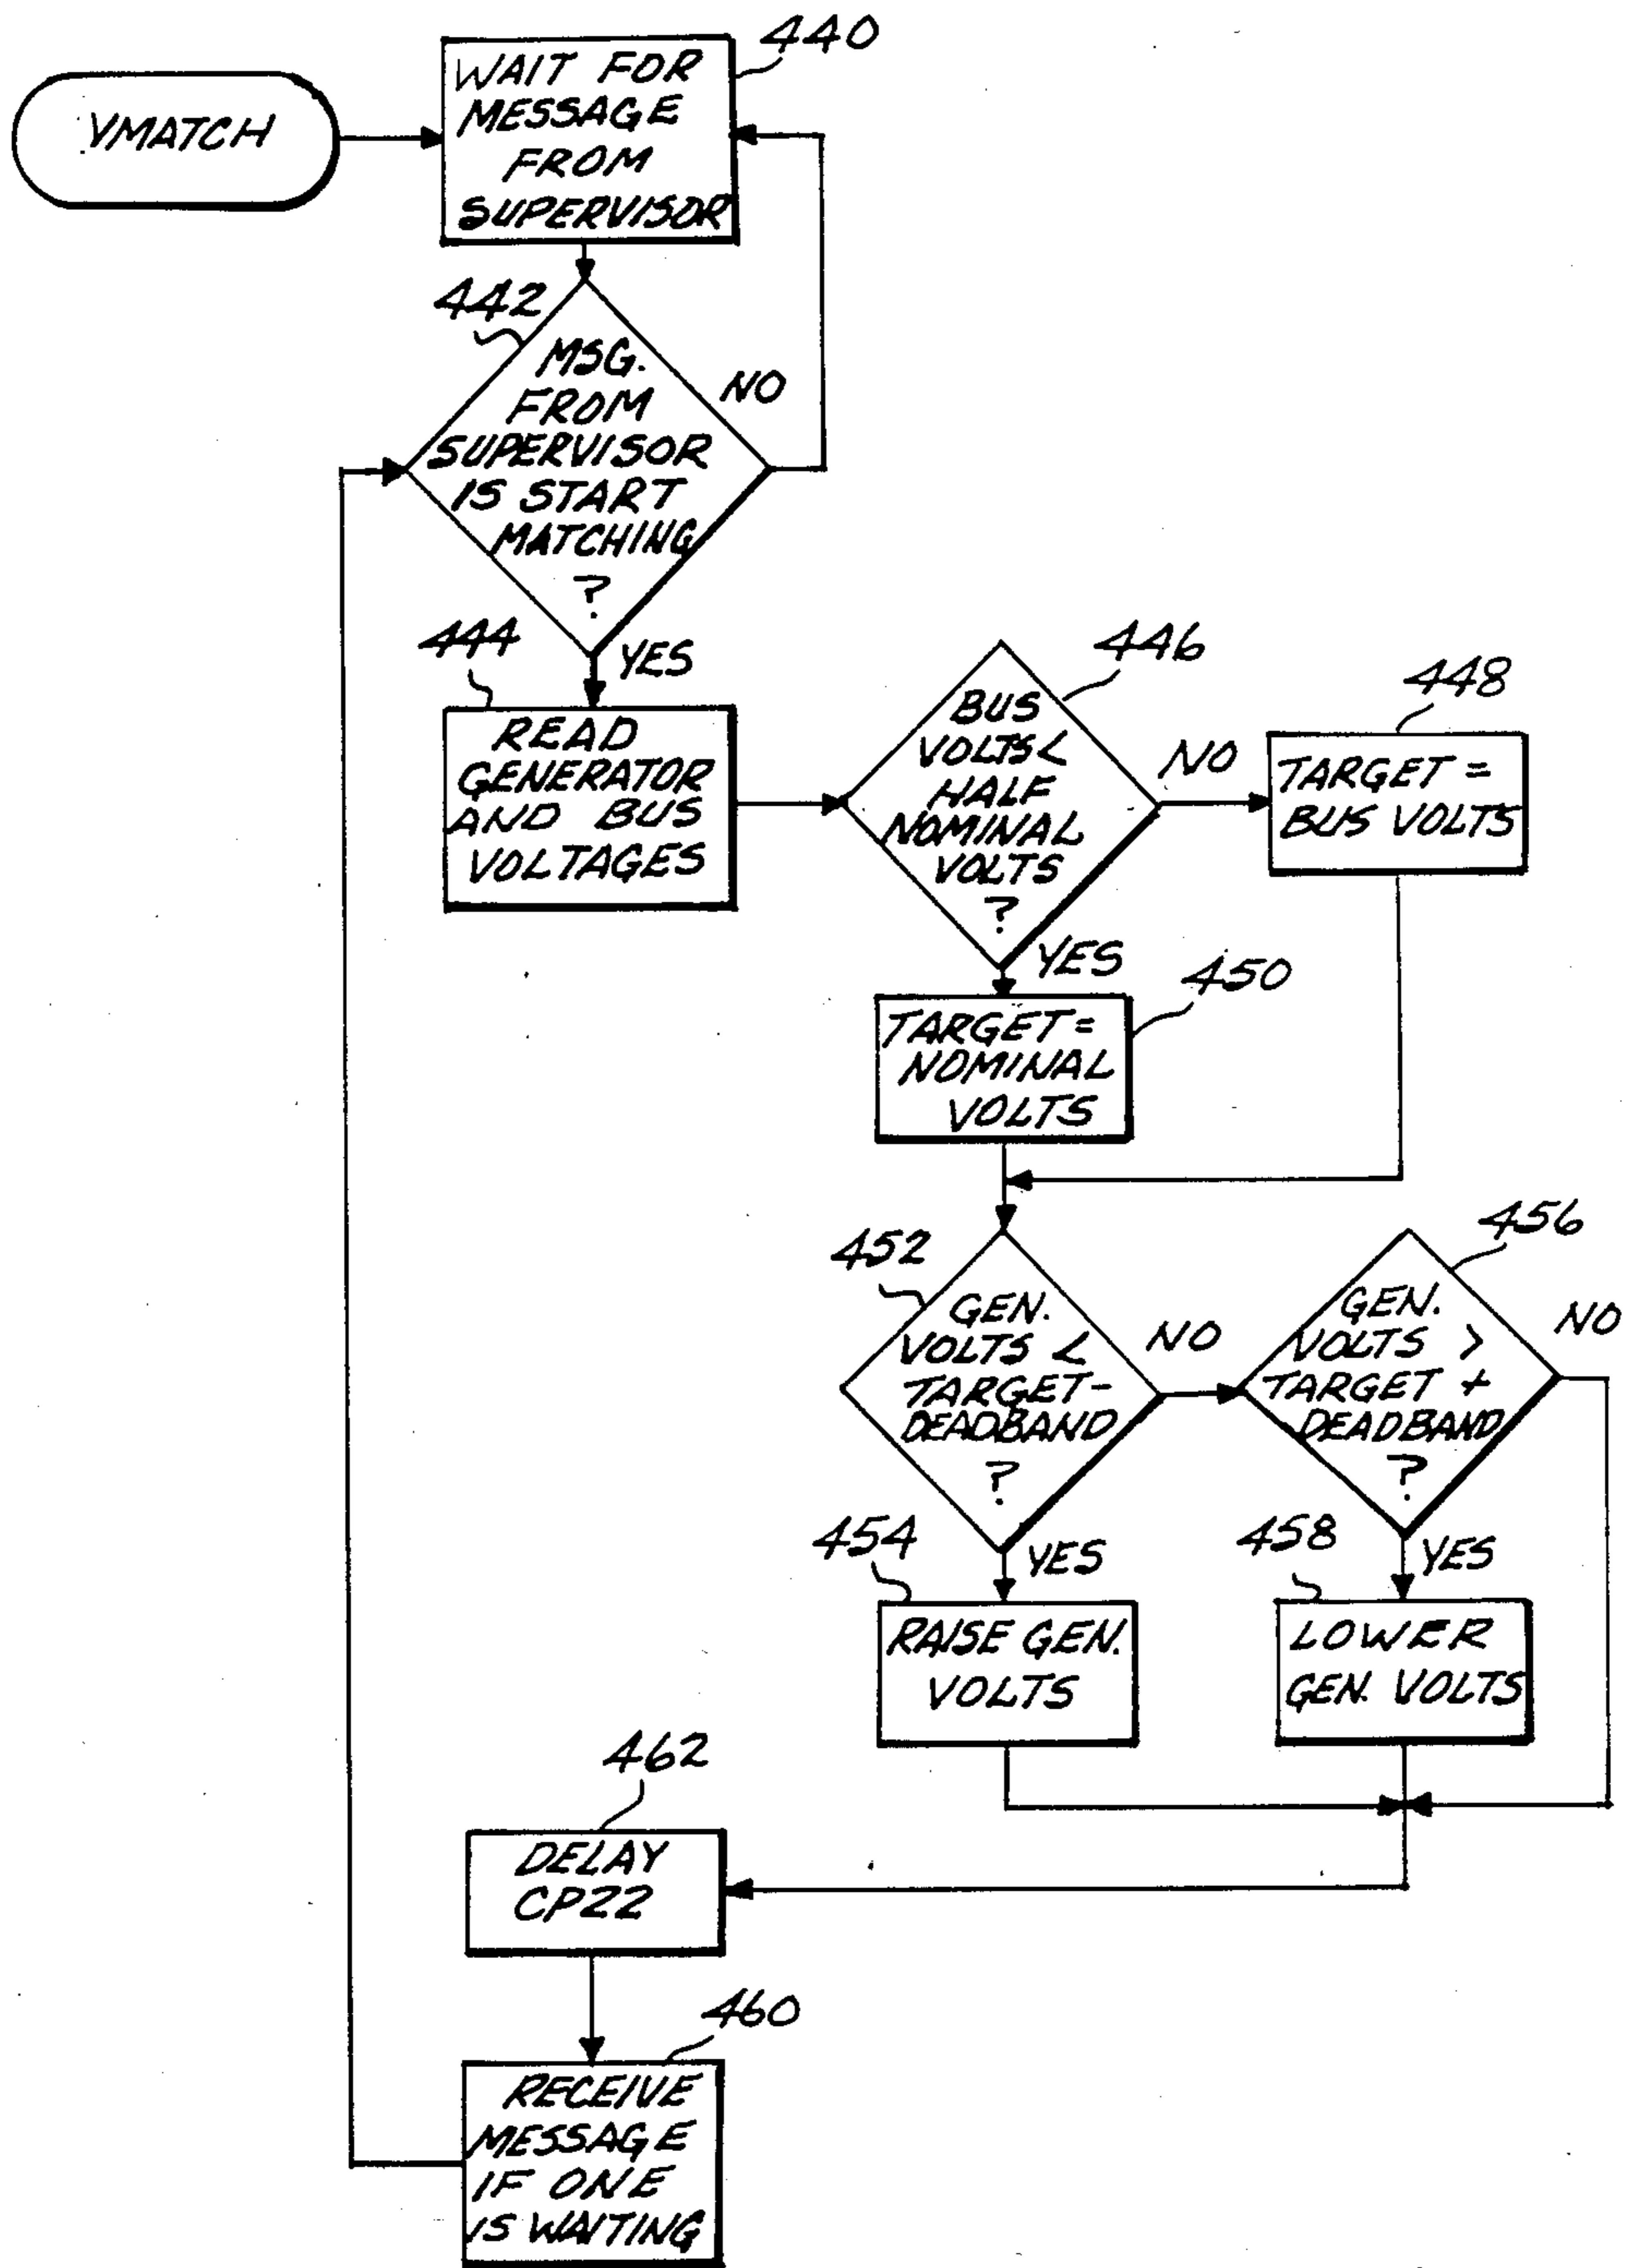 440
WAIT FOR
MESSAGE
FROM
SUPERVISOR
VMATCH
442
MSG.
FROM
SUPERVISOR
IS START
MATCHING
?
NO
YES
444
READ
GENERATOR
AND BUS
VOLTAGES
446
BUS
VOLTS <
HALF
NOMINAL
VOLTS
?
NO
YES
448
TARGET =
BUS VOLTS
450
TARGET =
NOMINAL
VOLTS
452
GEN.
VOLTS <
TARGET-
DEADBAND
?
NO
YES
456
GEN.
VOLTS >
TARGET +
DEADBAND
?
NO
YES
454
RAISE GEN.
VOLTS
458
LOWER
GEN. VOLTS
462
DELAY
CP22
460
RECEIVE
MESSAGE
IF ONE
IS WAITING